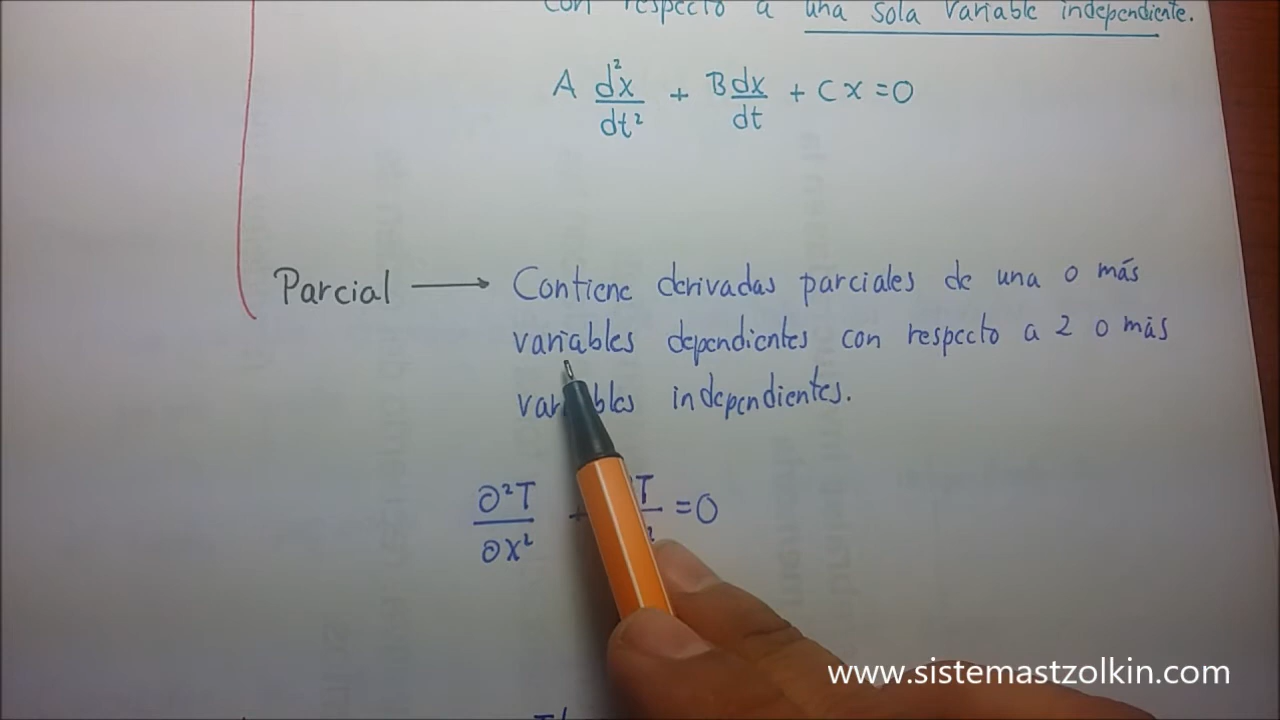 con respecto a una sola variable independiente.
A d²x/dt² + B dx/dt + C x = 0
Parcial → Contiene derivadas parciales de una o más
variables dependientes con respecto a 2 o más
variables independientes.
∂²T/∂x² + T = 0
www.sistemastzolkin.com